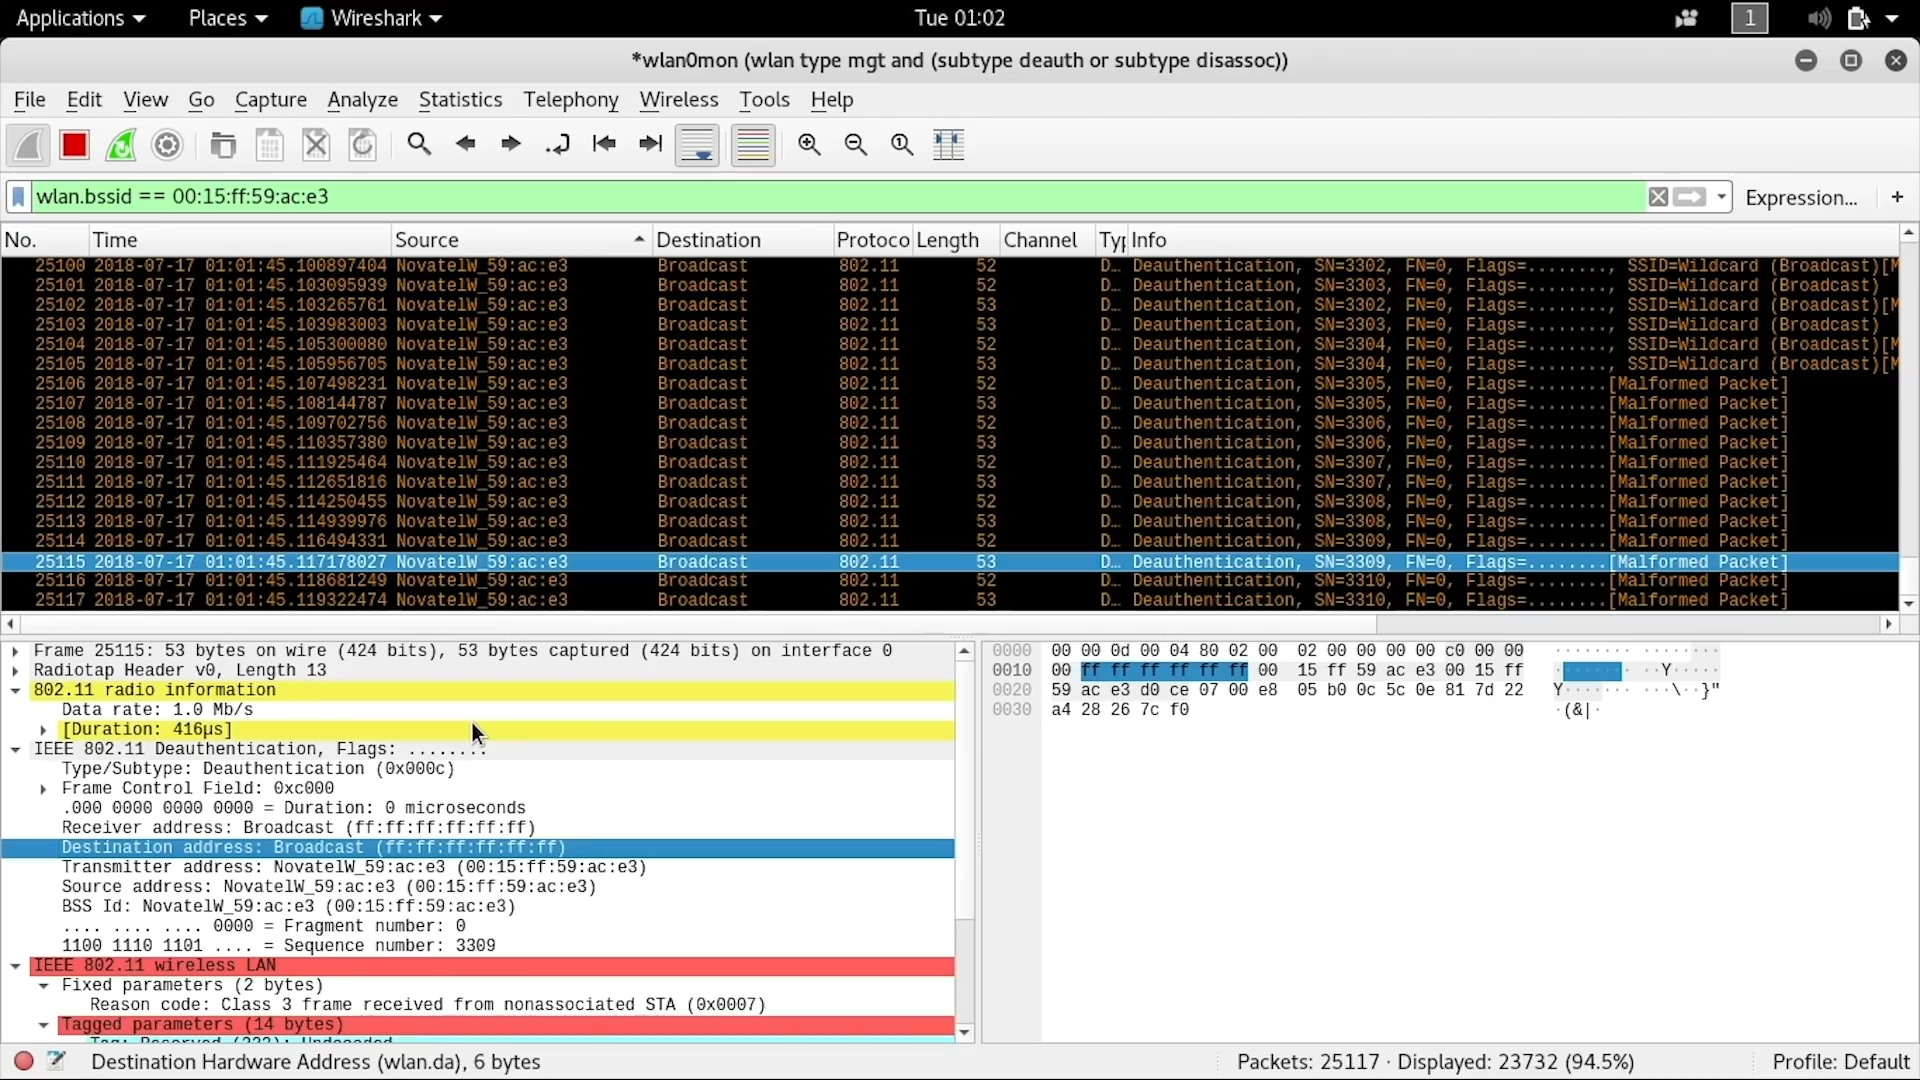 Applications Places Wireshark Tue 01:02 1
*wlan0mon (wlan type mgt and (subtype deauth or subtype disassoc))
File Edit View Go Capture Analyze Statistics Telephony Wireless Tools Help
wlan.bssid == 00:15:ff:59:ac:e3 Expression... +
No. Time Source Destination Protoco Length Channel Typ Info
25100 2018-07-17 01:01:45.100897404 NovatelW_59:ac:e3 Broadcast 802.11 52 D… Deauthentication, SN=3302, FN=0, Flags=........, SSID=Wildcard (Broadcast)[M
25101 2018-07-17 01:01:45.103095939 NovatelW_59:ac:e3 Broadcast 802.11 52 D… Deauthentication, SN=3303, FN=0, Flags=........, SSID=Wildcard (Broadcast)
25102 2018-07-17 01:01:45.103265761 NovatelW_59:ac:e3 Broadcast 802.11 53 D… Deauthentication, SN=3302, FN=0, Flags=........, SSID=Wildcard (Broadcast)[M
25103 2018-07-17 01:01:45.103983003 NovatelW_59:ac:e3 Broadcast 802.11 53 D… Deauthentication, SN=3303, FN=0, Flags=........, SSID=Wildcard (Broadcast)
25104 2018-07-17 01:01:45.105300080 NovatelW_59:ac:e3 Broadcast 802.11 52 D… Deauthentication, SN=3304, FN=0, Flags=........, SSID=Wildcard (Broadcast)[M
25105 2018-07-17 01:01:45.105956705 NovatelW_59:ac:e3 Broadcast 802.11 53 D… Deauthentication, SN=3304, FN=0, Flags=........, SSID=Wildcard (Broadcast)[M
25106 2018-07-17 01:01:45.107498231 NovatelW_59:ac:e3 Broadcast 802.11 52 D… Deauthentication, SN=3305, FN=0, Flags=........[Malformed Packet]
25107 2018-07-17 01:01:45.108144787 NovatelW_59:ac:e3 Broadcast 802.11 53 D… Deauthentication, SN=3305, FN=0, Flags=........[Malformed Packet]
25108 2018-07-17 01:01:45.109702756 NovatelW_59:ac:e3 Broadcast 802.11 52 D… Deauthentication, SN=3306, FN=0, Flags=........[Malformed Packet]
25109 2018-07-17 01:01:45.110357380 NovatelW_59:ac:e3 Broadcast 802.11 53 D… Deauthentication, SN=3306, FN=0, Flags=........[Malformed Packet]
25110 2018-07-17 01:01:45.111925464 NovatelW_59:ac:e3 Broadcast 802.11 52 D… Deauthentication, SN=3307, FN=0, Flags=........[Malformed Packet]
25111 2018-07-17 01:01:45.112651816 NovatelW_59:ac:e3 Broadcast 802.11 53 D… Deauthentication, SN=3307, FN=0, Flags=........[Malformed Packet]
25112 2018-07-17 01:01:45.114250455 NovatelW_59:ac:e3 Broadcast 802.11 52 D… Deauthentication, SN=3308, FN=0, Flags=........[Malformed Packet]
25113 2018-07-17 01:01:45.114939976 NovatelW_59:ac:e3 Broadcast 802.11 53 D… Deauthentication, SN=3308, FN=0, Flags=........[Malformed Packet]
25114 2018-07-17 01:01:45.116494331 NovatelW_59:ac:e3 Broadcast 802.11 52 D… Deauthentication, SN=3309, FN=0, Flags=........[Malformed Packet]
25115 2018-07-17 01:01:45.117178027 NovatelW_59:ac:e3 Broadcast 802.11 53 D… Deauthentication, SN=3309, FN=0, Flags=........[Malformed Packet]
25116 2018-07-17 01:01:45.118681249 NovatelW_59:ac:e3 Broadcast 802.11 52 D… Deauthentication, SN=3310, FN=0, Flags=........[Malformed Packet]
25117 2018-07-17 01:01:45.119322474 NovatelW_59:ac:e3 Broadcast 802.11 53 D… Deauthentication, SN=3310, FN=0, Flags=........[Malformed Packet]
Frame 25115: 53 bytes on wire (424 bits), 53 bytes captured (424 bits) on interface 0
Radiotap Header v0, Length 13
802.11 radio information
Data rate: 1.0 Mb/s
[Duration: 416µs]
IEEE 802.11 Deauthentication, Flags: ........
Type/Subtype: Deauthentication (0x000c)
Frame Control Field: 0xc000
.000 0000 0000 0000 = Duration: 0 microseconds
Receiver address: Broadcast (ff:ff:ff:ff:ff:ff)
Destination address: Broadcast (ff:ff:ff:ff:ff:ff)
Transmitter address: NovatelW_59:ac:e3 (00:15:ff:59:ac:e3)
Source address: NovatelW_59:ac:e3 (00:15:ff:59:ac:e3)
BSS Id: NovatelW_59:ac:e3 (00:15:ff:59:ac:e3)
.... .... .... 0000 = Fragment number: 0
1100 1110 1101 .... = Sequence number: 3309
IEEE 802.11 wireless LAN
Fixed parameters (2 bytes)
Reason code: Class 3 frame received from nonassociated STA (0x0007)
Tagged parameters (14 bytes)
0000 00 00 0d 00 04 80 02 00 02 00 00 00 00 c0 00 00 ········ ········
0010 00 ff ff ff ff ff ff 00 15 ff 59 ac e3 00 15 ff ········ ··Y·····
0020 59 ac e3 d0 ce 07 00 e8 05 b0 0c 5c 0e 81 7d 22 Y······· ···\··}"
0030 a4 28 26 7c f0 ·(&|·
Destination Hardware Address (wlan.da), 6 bytes Packets: 25117 · Displayed: 23732 (94.5%) Profile: Default